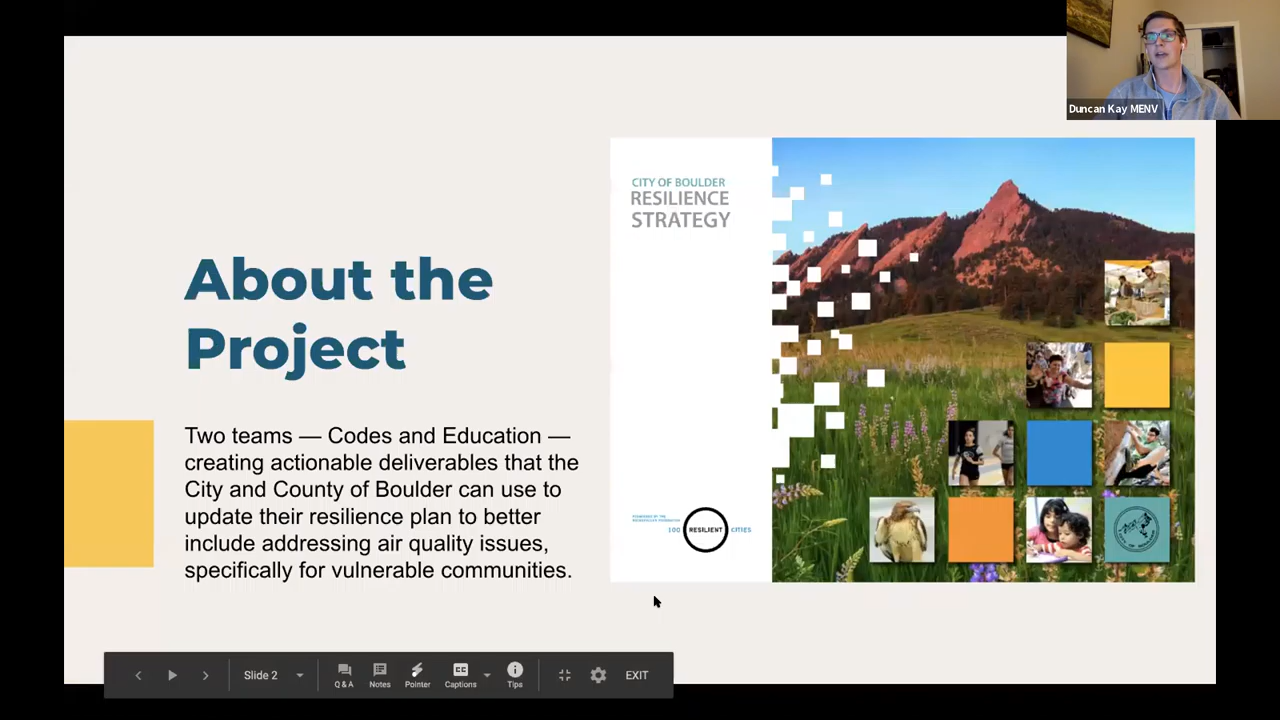 Duncan Kay MENV
CITY OF BOULDER
RESILIENCE
STRATEGY
About the
Project
Two teams — Codes and Education —
creating actionable deliverables that the
City and County of Boulder can use to
update their resilience plan to better
include addressing air quality issues,
specifically for vulnerable communities.
100 RESILIENT CITIES
Slide 2
Q & A
Notes
Pointer
CC
Captions
Tips
EXIT